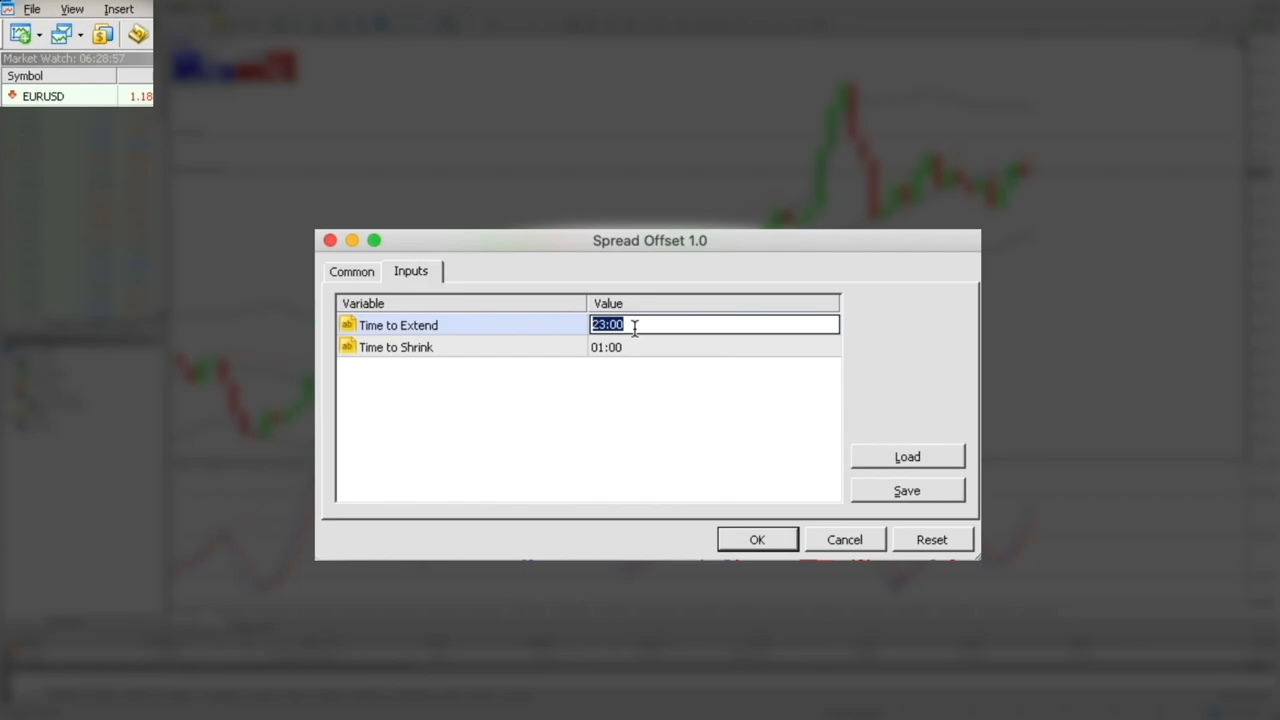 File View Insert
Market Watch: 06:28:57
Symbol
EURUSD 1.18
Spread Offset 1.0
Common Inputs
Variable Value
Time to Extend 23:00
Time to Shrink 01:00
Load
Save
OK Cancel Reset